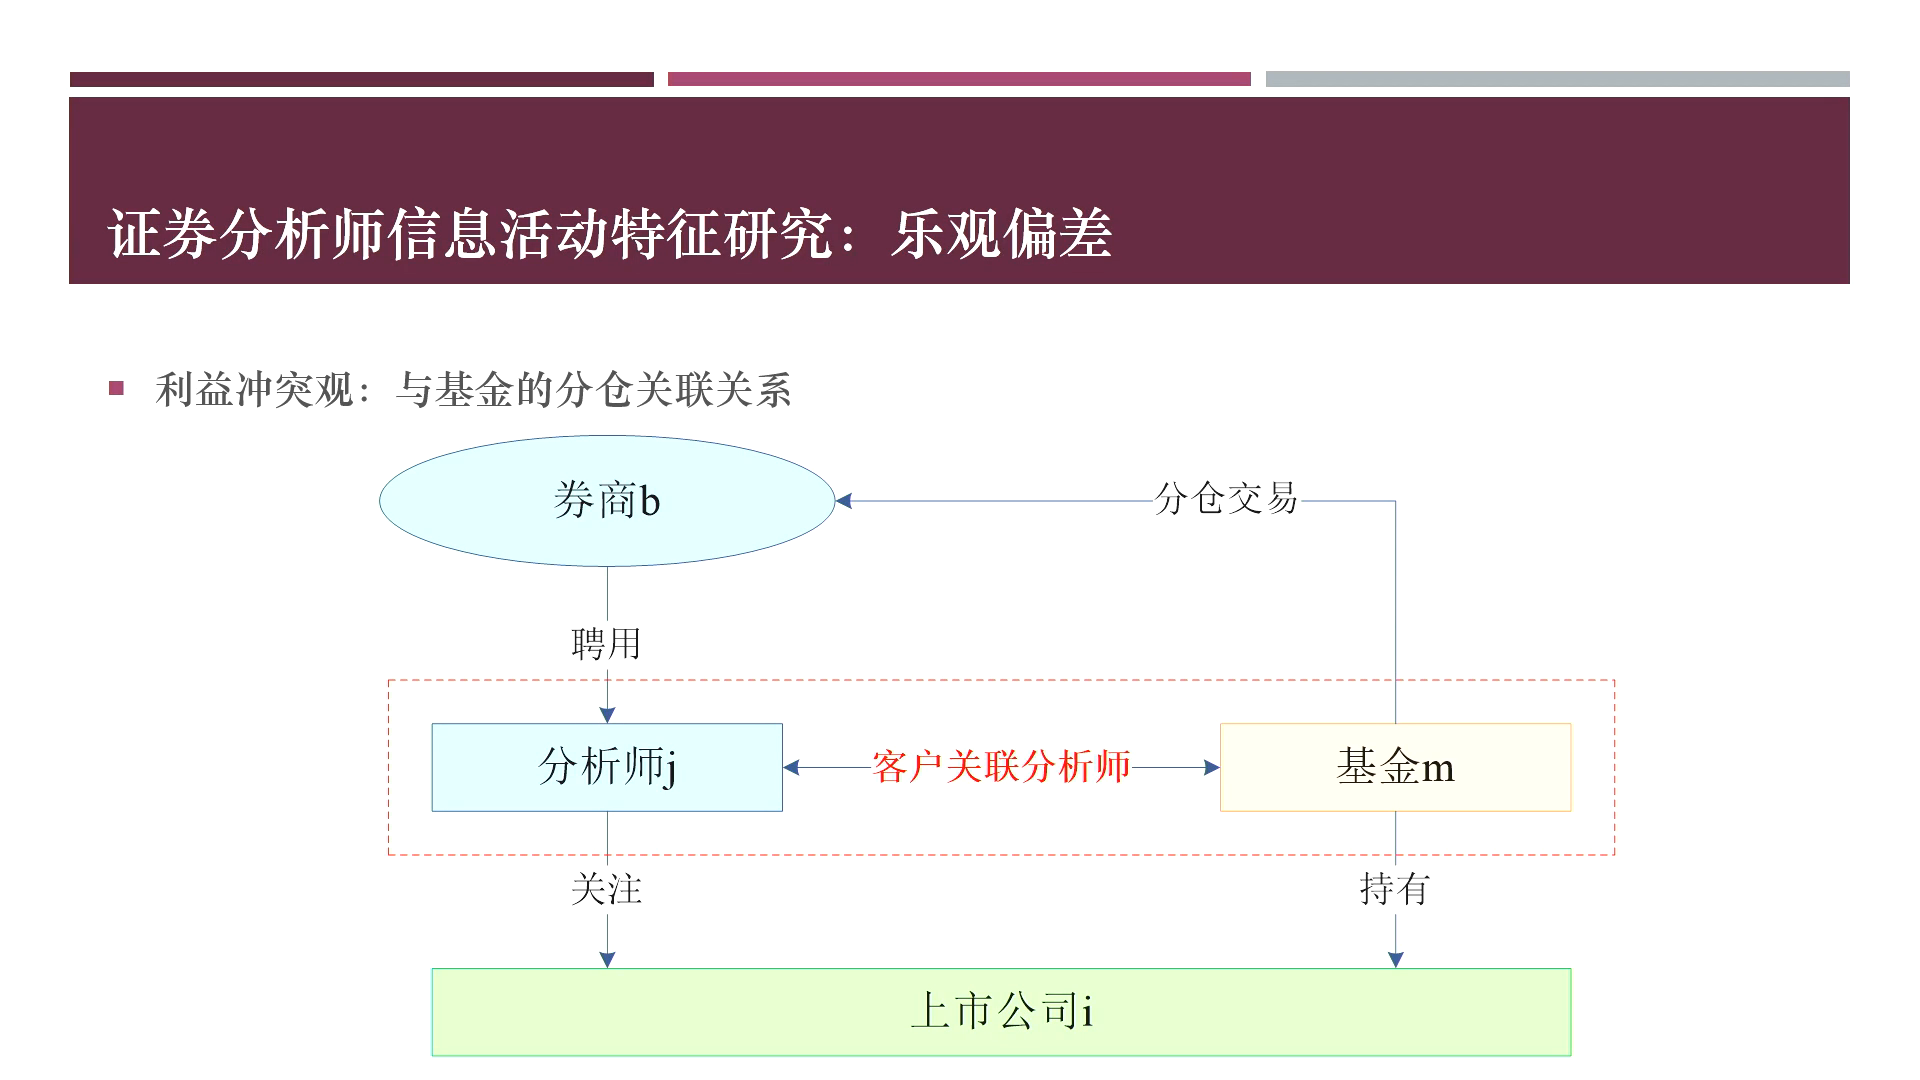 证券分析师信息活动特征研究：乐观偏差
利益冲突观：与基金的分仓关联关系
券商b
分仓交易
聘用
分析师j
客户关联分析师
基金m
关注
持有
上市公司i